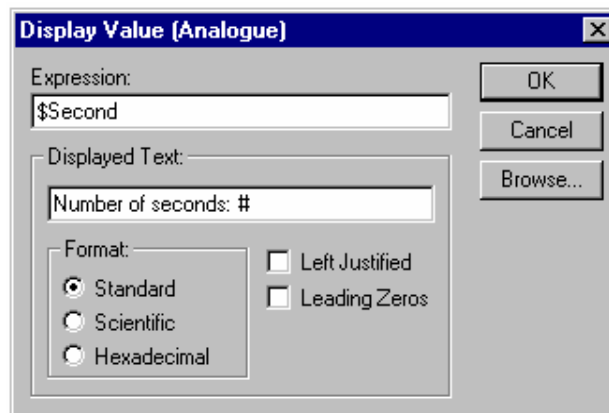 Display Value (Analogue)
Expression:
OK
$Second
Cancel
Displayed Text:
Browse...
Number of seconds: #
Format:
Left Justified
Standard
Leading Zeros
Scientific
Hexadecimal